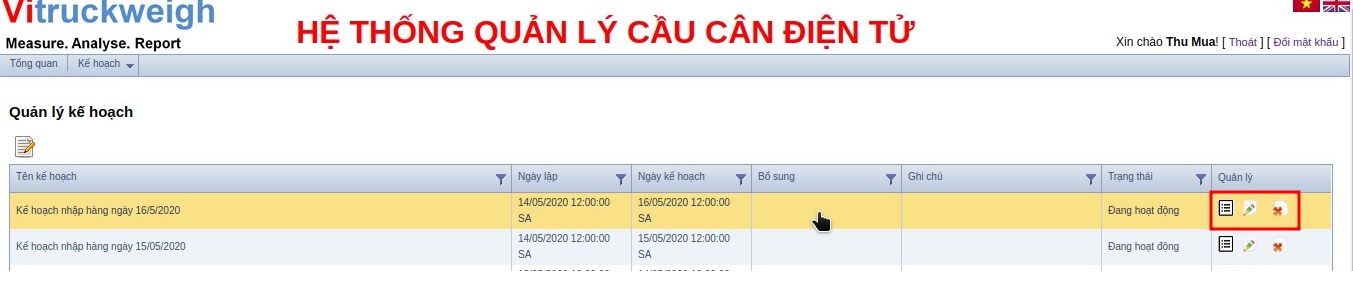 Vitruckweigh
HỆ THỐNG QUẢN LÝ CẦU CÂN ĐIỆN TỬ
Measure. Analyse. Report
Xin chào Thu Mua! [ Thoát ] [ Đổi mật khẩu ]
Tổng quan Kế hoạch
Quản lý kế hoạch
Tên kế hoạch Ngày lập Ngày kế hoạch Bổ sung Ghi chú Trạng thái Quản lý
Kế hoạch nhập hàng ngày 16/5/2020 14/05/2020 12:00:00 SA 16/05/2020 12:00:00 SA Đang hoạt động
Kế hoạch nhập hàng ngày 15/05/2020 14/05/2020 12:00:00 SA 15/05/2020 12:00:00 SA Đang hoạt động